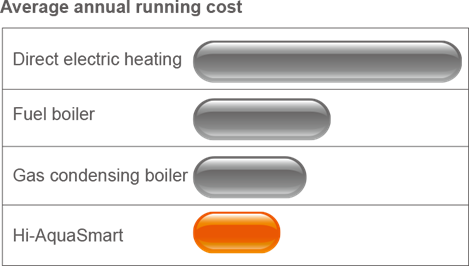 Average annual running cost
Direct electric heating
Fuel boiler
Gas condensing boiler
Hi-AquaSmart